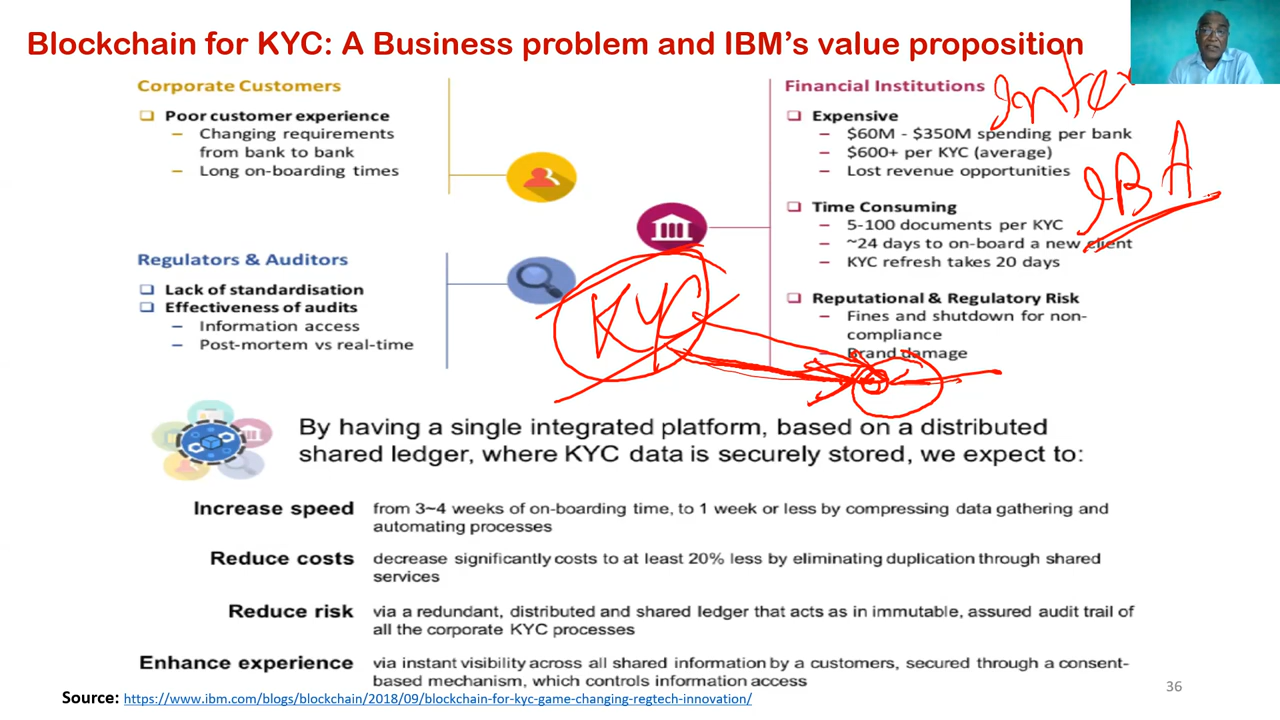 Blockchain for KYC: A Business problem and IBM's value proposition
Corporate Customers
❑ Poor customer experience
– Changing requirements
from bank to bank
– Long on-boarding times
Regulators & Auditors
❑ Lack of standardisation
❑ Effectiveness of audits
– Information access
– Post-mortem vs real-time
Financial Institutions
❑ Expensive
– $60M - $350M spending per bank
– $600+ per KYC (average)
– Lost revenue opportunities
❑ Time Consuming
– 5-100 documents per KYC
– ~24 days to on-board a new client
– KYC refresh takes 20 days
❑ Reputational & Regulatory Risk
– Fines and shutdown for non-
compliance
– Brand damage
Inter
IBA
KYC
By having a single integrated platform, based on a distributed
shared ledger, where KYC data is securely stored, we expect to:
Increase speed from 3~4 weeks of on-boarding time, to 1 week or less by compressing data gathering and
automating processes
Reduce costs decrease significantly costs to at least 20% less by eliminating duplication through shared
services
Reduce risk via a redundant, distributed and shared ledger that acts as in immutable, assured audit trail of
all the corporate KYC processes
Enhance experience via instant visibility across all shared information by a customers, secured through a consent-
based mechanism, which controls information access
Source: https://www.ibm.com/blogs/blockchain/2018/09/blockchain-for-kyc-game-changing-regtech-innovation/
36